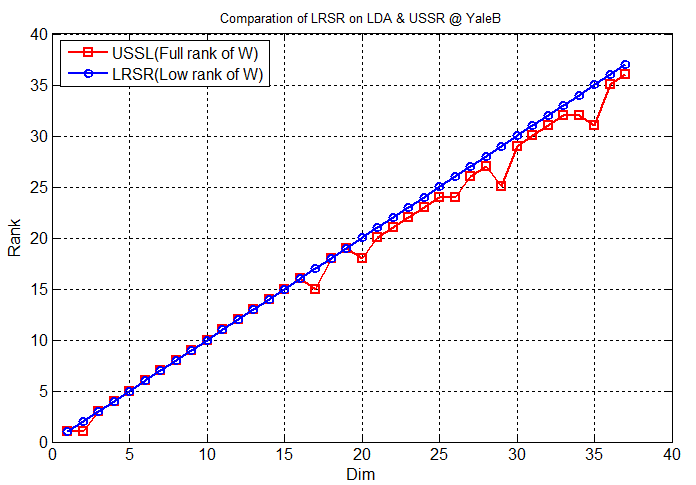 Comparation of LRSR on LDA & USSR @ YaleB
USSL(Full rank of W)
LRSR(Low rank of W)
40
35
30
25
20
15
10
5
0
Rank
0 5 10 15 20 25 30 35 40
Dim